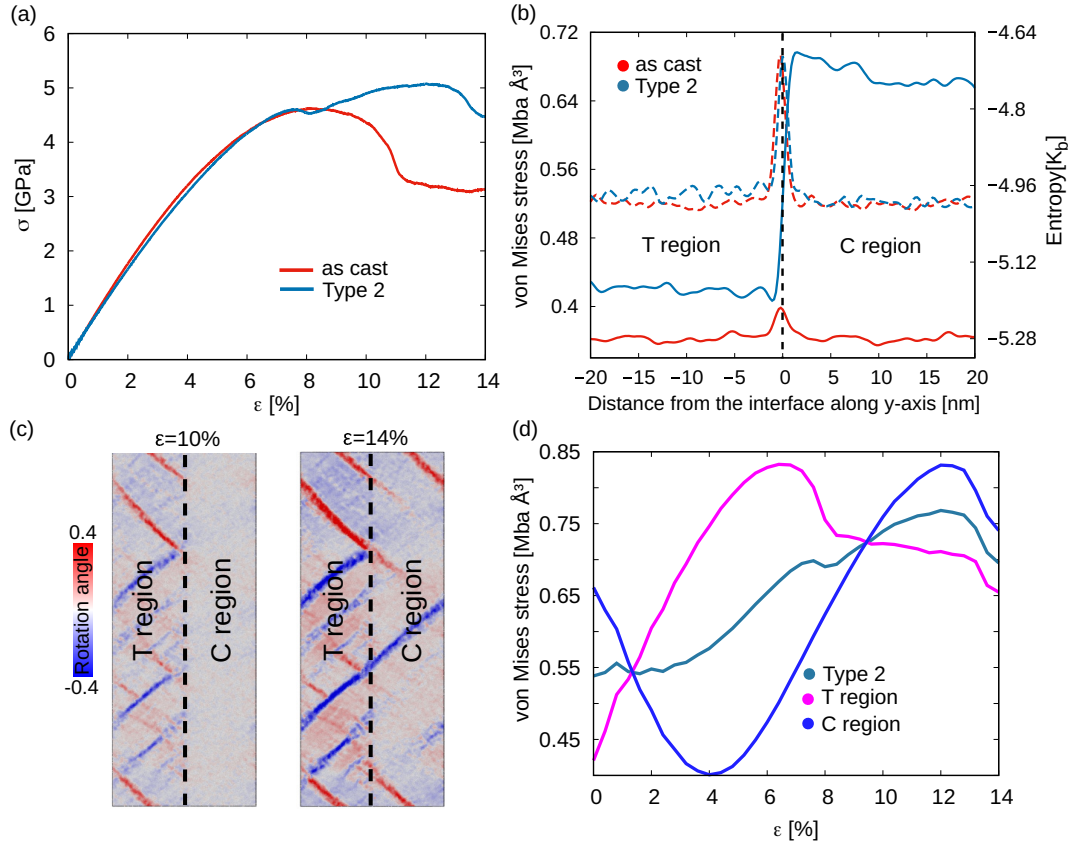 (a)
σ [GPa]
6
5
4
3
2
1
0
as cast
Type 2
0 2 4 6 8 10 12 14
ε [%]
(b)
von Mises stress [Mba Å³]
0.72
0.64
0.56
0.48
0.4
as cast
Type 2
T region
C region
−4.64
−4.8
−4.96
−5.12
−5.28
Entropy[K_b]
−20 −15 −10 −5 0 5 10 15 20
Distance from the interface along y-axis [nm]
(c)
ε=10%
ε=14%
0.4
Rotation angle
-0.4
T region
C region
T region
C region
(d)
von Mises stress [Mba Å³]
0.85
0.75
0.65
0.55
0.45
Type 2
T region
C region
0 2 4 6 8 10 12 14
ε [%]